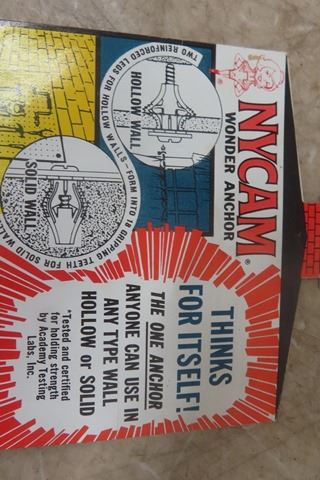 NYCAM®
WONDER ANCHOR
TWO REINFORCED LEGS FOR HOLLOW WALLS
HOLLOW WALL
FORM INTO 18 GRIPPING TEETH FOR SOLID WALLS
SOLID WALL
THINKS
FOR ITSELF!
THE ONE ANCHOR
ANYONE CAN USE IN
ANY TYPE WALL
HOLLOW or SOLID
*Tested and certified
for holding strength
by Academy Testing
Labs, Inc.